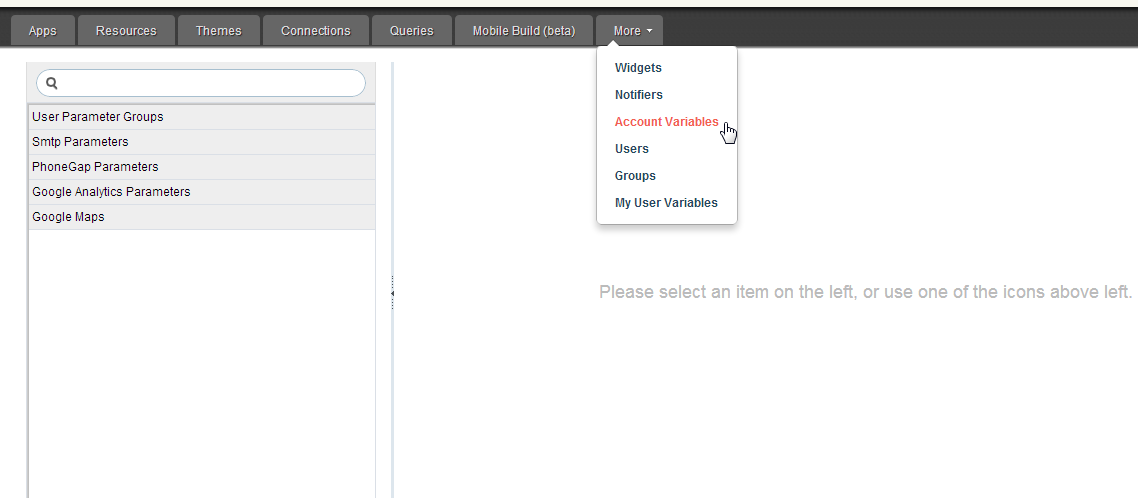 Apps Resources Themes Connections Queries Mobile Build (beta) More
Widgets
Notifiers
Account Variables
Users
Groups
My User Variables
User Parameter Groups
Smtp Parameters
PhoneGap Parameters
Google Analytics Parameters
Google Maps
Please select an item on the left, or use one of the icons above left.